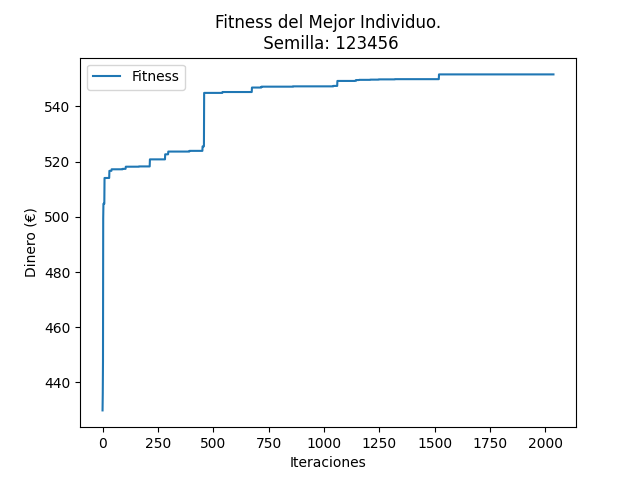 Fitness del Mejor Individuo.
Semilla: 123456
Fitness
540
520
500
480
460
440
Dinero (€)
0 250 500 750 1000 1250 1500 1750 2000
Iteraciones